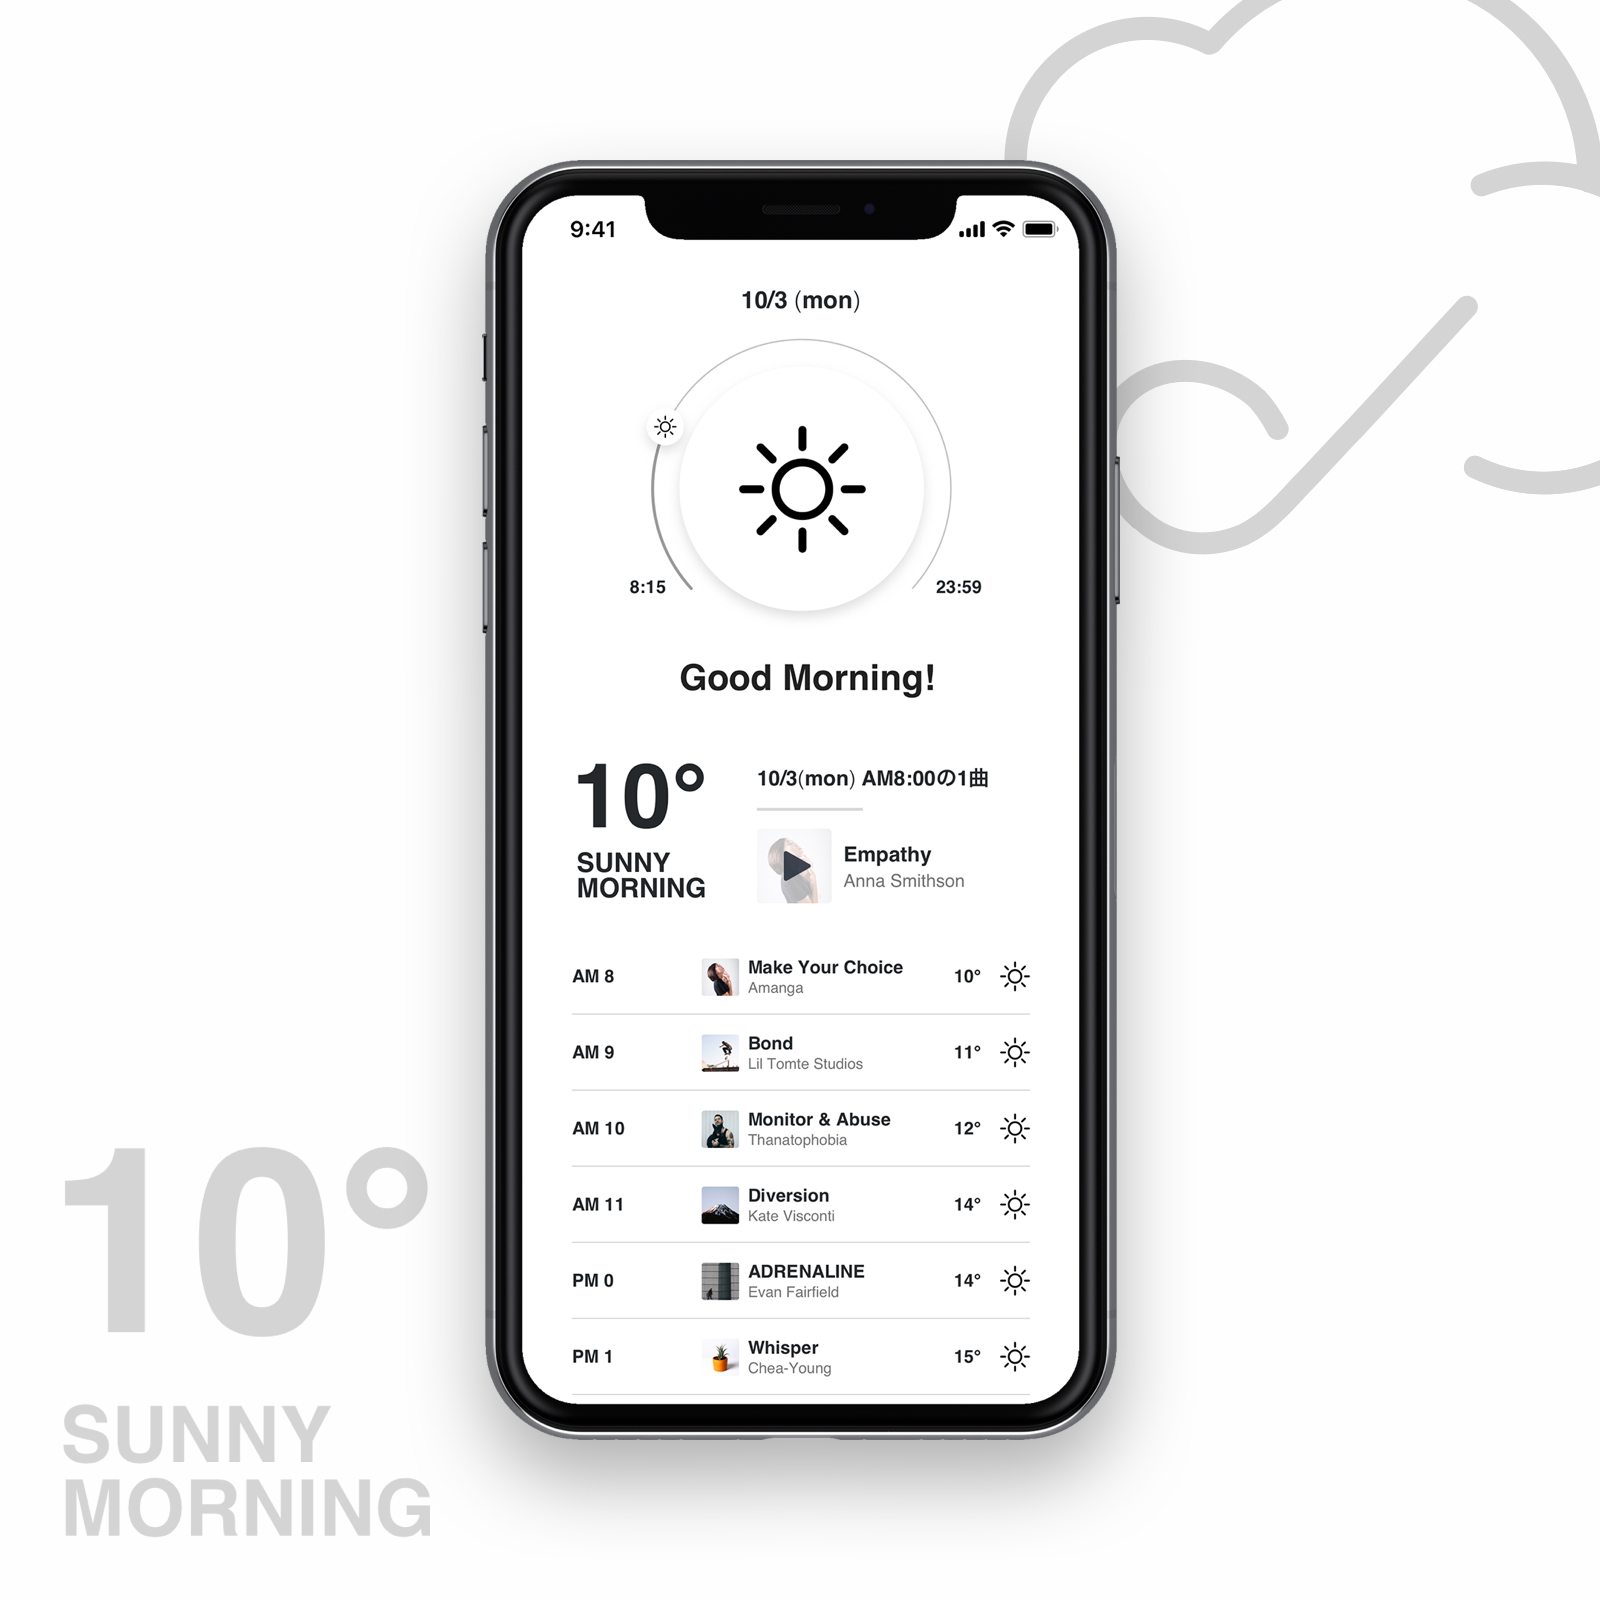 9:41
10/3 (mon)
8:15
23:59
Good Morning!
10°
SUNNY
MORNING
10/3(mon) AM8:00の1曲
Empathy
Anna Smithson
AM 8
Make Your Choice
Amanga
10°
AM 9
Bond
Lil Tomte Studios
11°
AM 10
Monitor & Abuse
Thanatophobia
12°
AM 11
Diversion
Kate Visconti
14°
PM 0
ADRENALINE
Evan Fairfield
14°
PM 1
Whisper
Chea-Young
15°
10°
SUNNY
MORNING